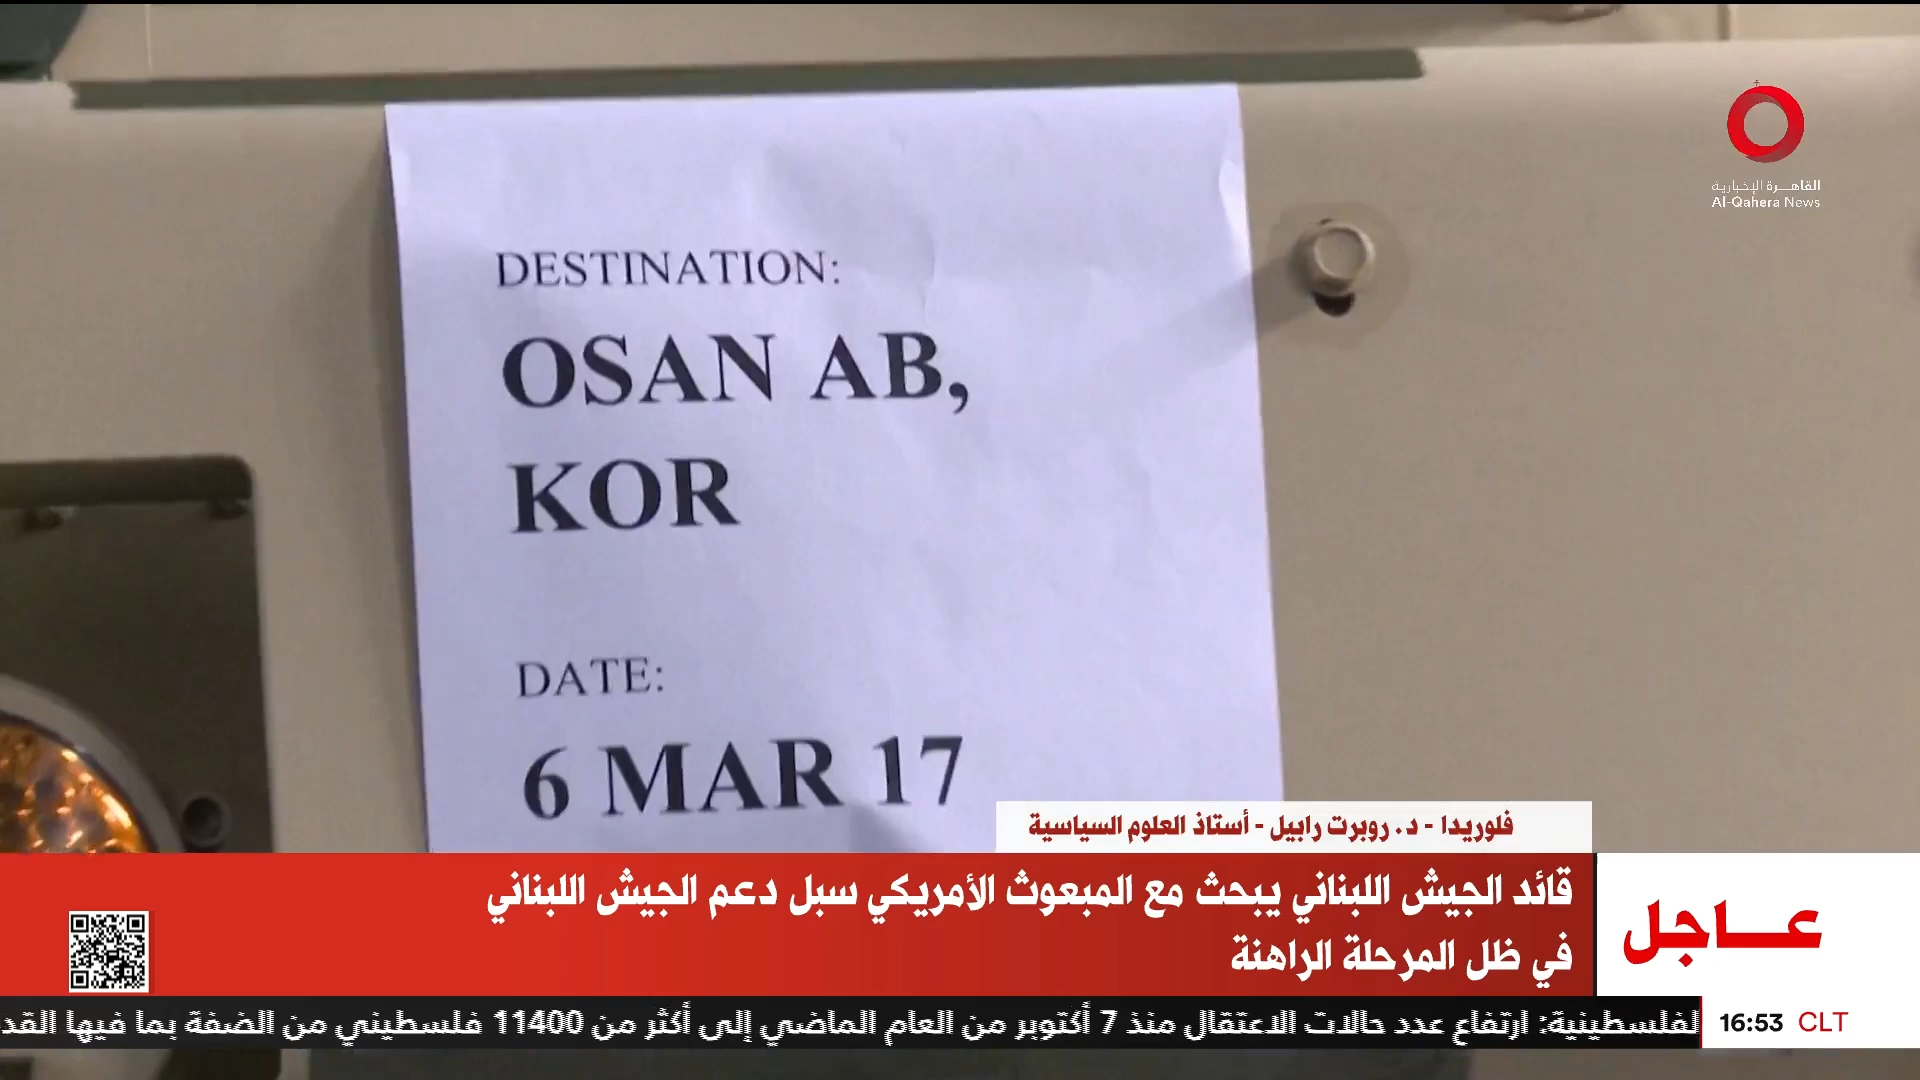 القاهرة الإخبارية
Al-Qahera News
DESTINATION:
OSAN AB,
KOR
DATE:
6 MAR 17
فلوريدا - د. روبرت رابيل - أستاذ العلوم السياسية
عاجل
قائد الجيش اللبناني يبحث مع المبعوث الأمريكي سبل دعم الجيش اللبناني
في ظل المرحلة الراهنة
لفلسطينية: ارتفاع عدد حالات الاعتقال منذ 7 أكتوبر من العام الماضي إلى أكثر من 11400 فلسطيني من الضفة بما فيها القد
16:53 CLT